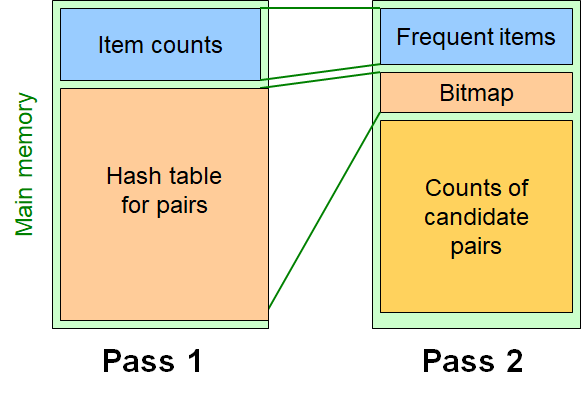 Item counts
Frequent items
Bitmap
Main memory
Hash table
for pairs
Counts of
candidate
pairs
Pass 1
Pass 2